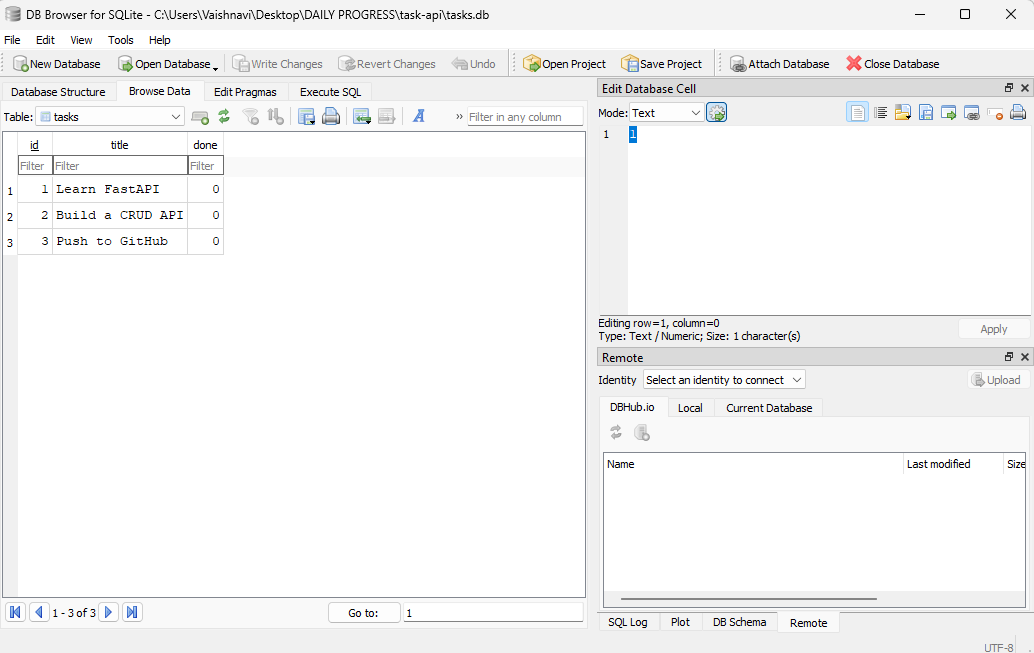 DB Browser for SQLite - C:\Users\Vaishnavi\Desktop\DAILY PROGRESS\task-api\tasks.db
File Edit View Tools Help
New Database Open Database Write Changes Revert Changes Undo Open Project Save Project Attach Database Close Database
Database Structure Browse Data Edit Pragmas Execute SQL
Table: tasks » Filter in any column
id title done
Filter Filter Filter
1 1 Learn FastAPI 0
2 2 Build a CRUD API 0
3 3 Push to GitHub 0
1 - 3 of 3 Go to: 1
Edit Database Cell
Mode: Text
1 1
Editing row=1, column=0
Type: Text / Numeric; Size: 1 character(s)
Apply
Remote
Identity Select an identity to connect Upload
DBHub.io Local Current Database
Name Last modified Size
SQL Log Plot DB Schema Remote
UTF-8